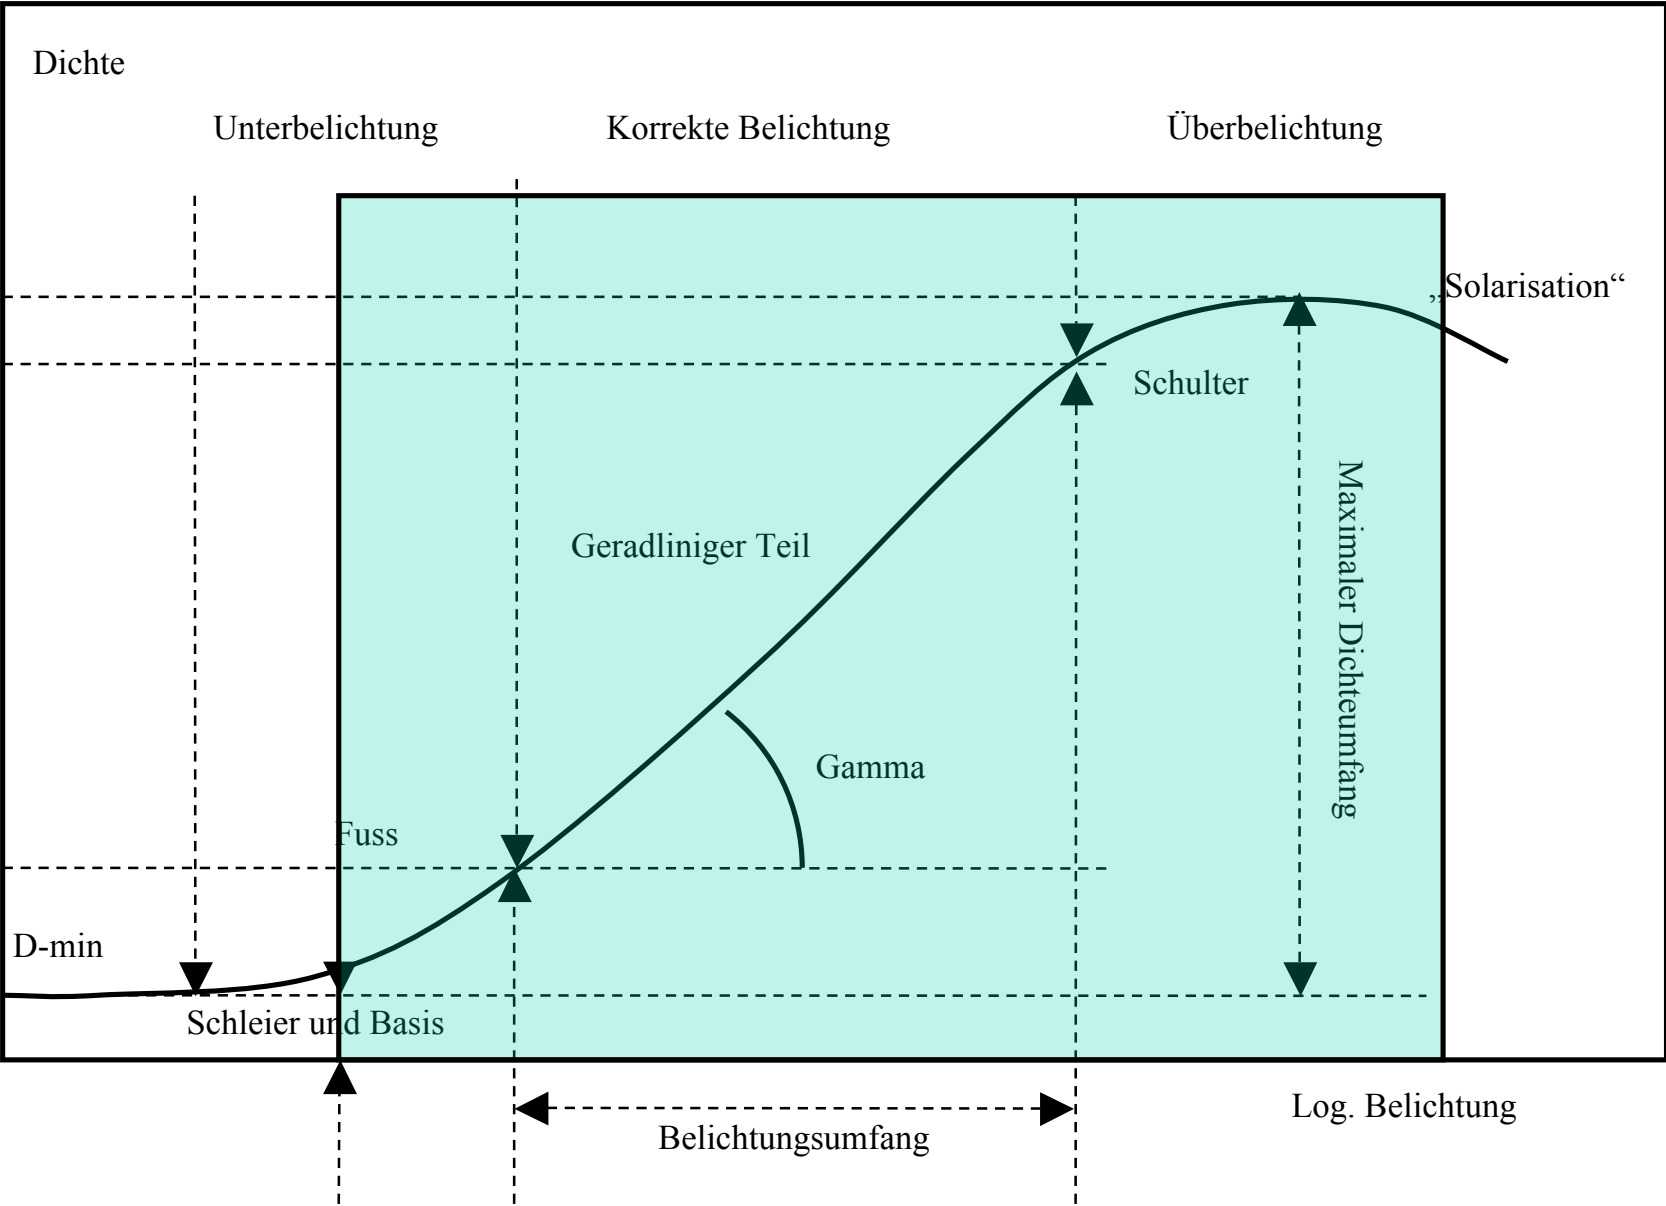 Dichte
Unterbelichtung
Korrekte Belichtung
Überbelichtung
„Solarisation“
Schulter
Geradliniger Teil
Maximaler Dichteumfang
Gamma
Fuss
D-min
Schleier und Basis
Log. Belichtung
Belichtungsumfang